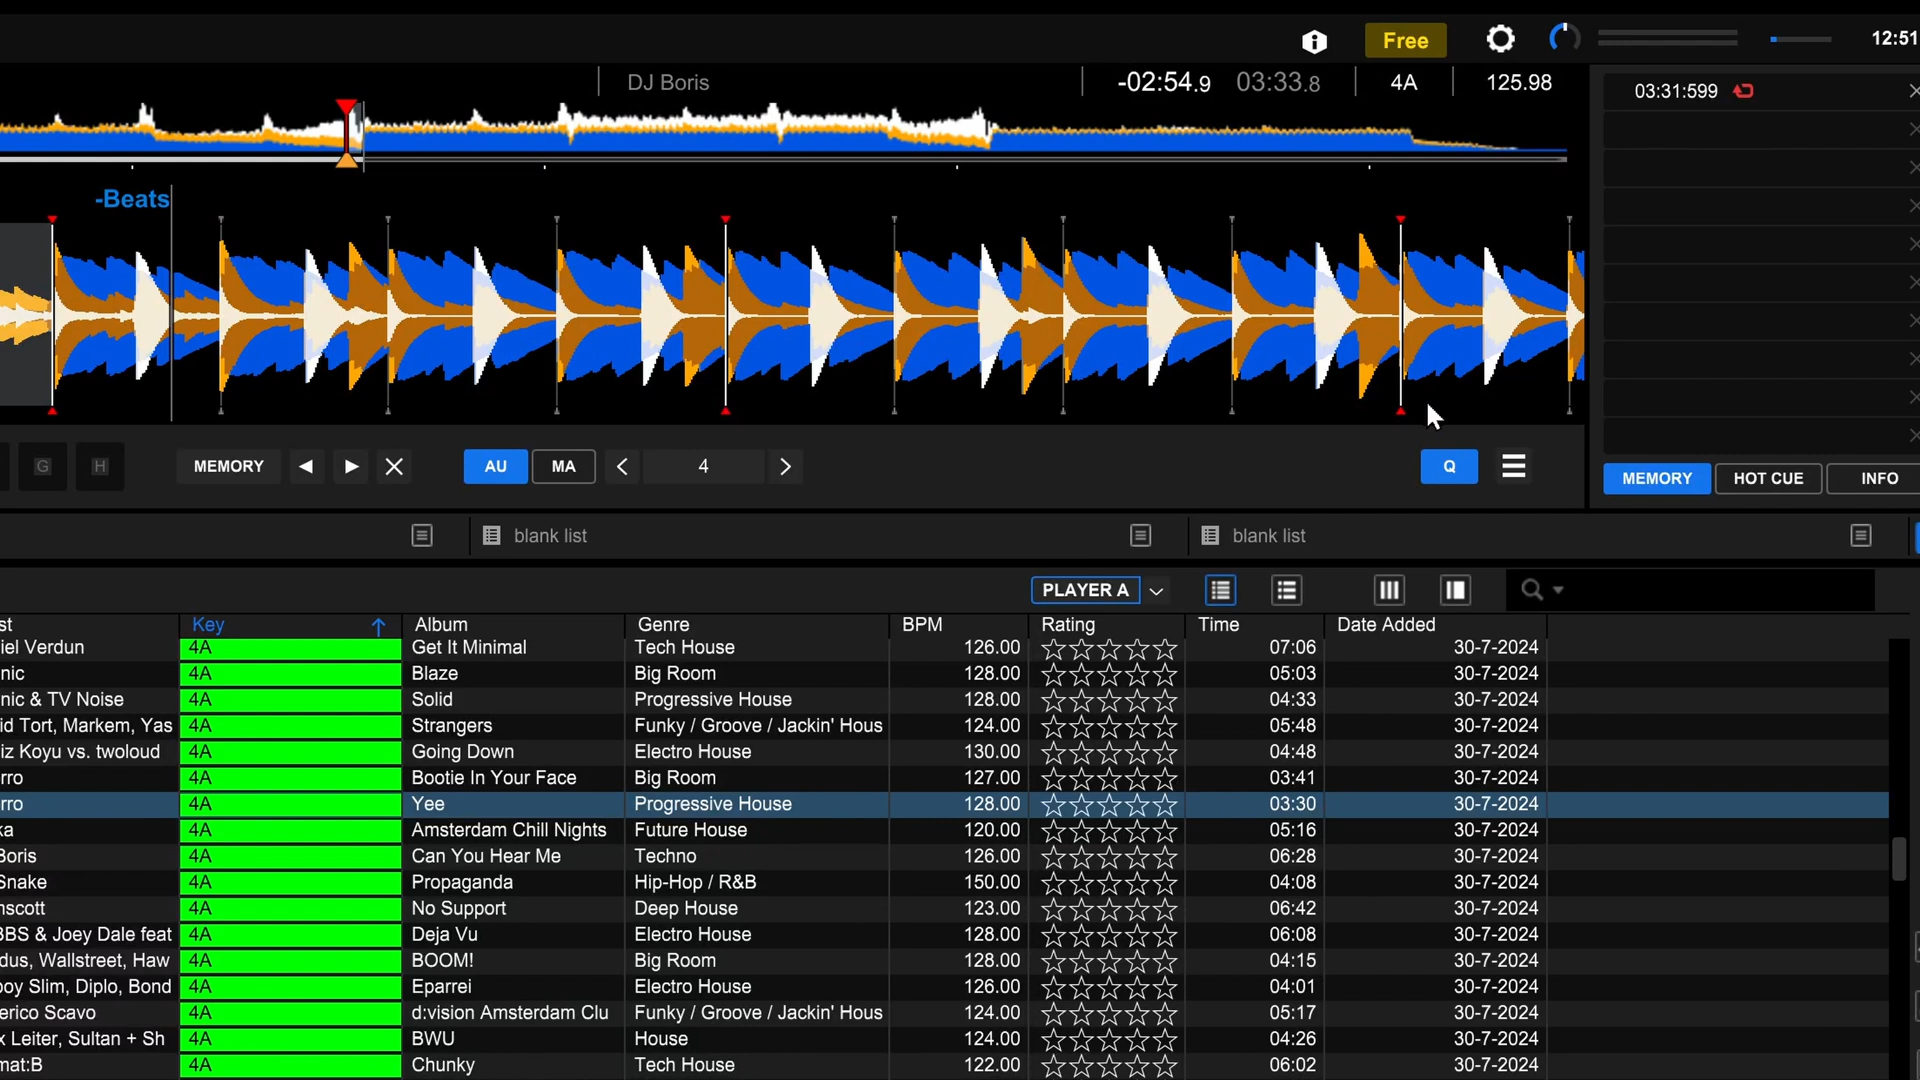 Free
12:51
DJ Boris
-02:54.9 03:33.8
4A
125.98
03:31:599
-Beats
G H
MEMORY
AU MA 4
Q
MEMORY HOT CUE INFO
blank list blank list
PLAYER A
st Key Album Genre BPM Rating Time Date Added
iel Verdun 4A Get It Minimal Tech House 126.00 07:06 30-7-2024
nic 4A Blaze Big Room 128.00 05:03 30-7-2024
nic & TV Noise 4A Solid Progressive House 128.00 04:33 30-7-2024
id Tort, Markem, Yas 4A Strangers Funky / Groove / Jackin' Hous 124.00 05:48 30-7-2024
iz Koyu vs. twoloud 4A Going Down Electro House 130.00 04:48 30-7-2024
rro 4A Bootie In Your Face Big Room 127.00 03:41 30-7-2024
rro 4A Yee Progressive House 128.00 03:30 30-7-2024
ka 4A Amsterdam Chill Nights Future House 120.00 05:16 30-7-2024
Boris 4A Can You Hear Me Techno 126.00 06:28 30-7-2024
Snake 4A Propaganda Hip-Hop / R&B 150.00 04:08 30-7-2024
nscott 4A No Support Deep House 123.00 06:42 30-7-2024
BBS & Joey Dale feat 4A Deja Vu Electro House 128.00 06:08 30-7-2024
dus, Wallstreet, Haw 4A BOOM! Big Room 128.00 04:15 30-7-2024
boy Slim, Diplo, Bond 4A Eparrei Electro House 126.00 04:01 30-7-2024
erico Scavo 4A d:vision Amsterdam Clu Funky / Groove / Jackin' Hous 124.00 05:17 30-7-2024
x Leiter, Sultan + Sh 4A BWU House 124.00 04:26 30-7-2024
mat:B 4A Chunky Tech House 122.00 06:02 30-7-2024